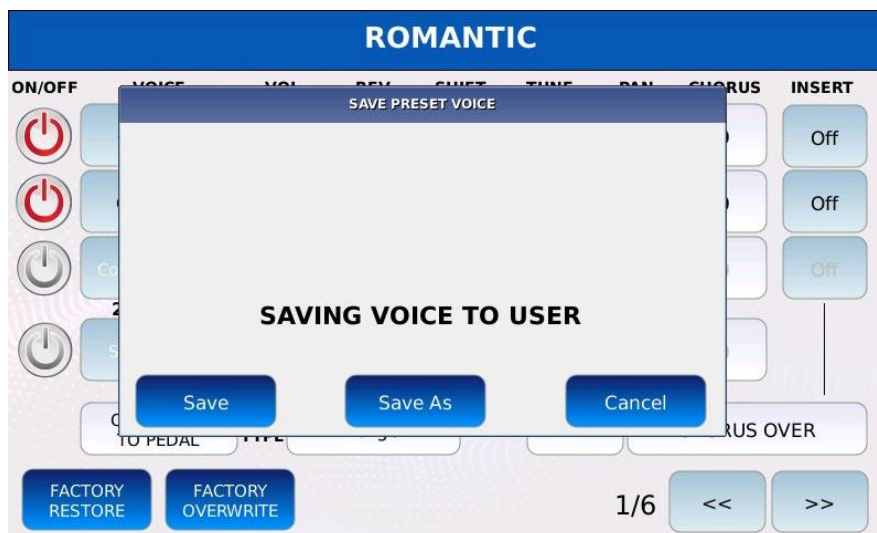 ROMANTIC
ON/OFF
INSERT
SAVE PRESET VOICE
Off
Off
Off
SAVING VOICE TO USER
Save
Save As
Cancel
TO PEDAL
OVER
FACTORY
RESTORE
FACTORY
OVERWRITE
1/6
<<
>>